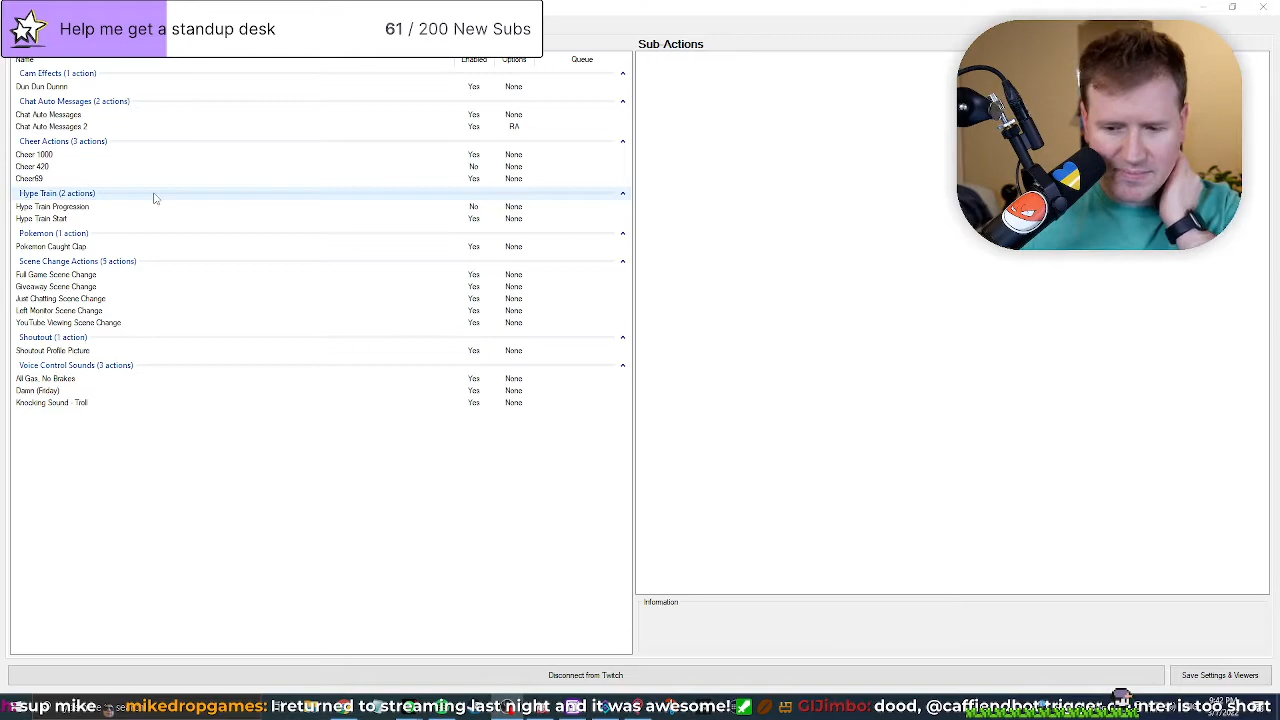 Help me get a standup desk
61 / 200 New Subs
Sub-Actions
Name Enabled Options Queue
Cam Effects (1 action)
Dun Dun Dunnn Yes None
Chat Auto Messages (2 actions)
Chat Auto Messages Yes None
Chat Auto Messages 2 Yes RA
Cheer Actions (3 actions)
Cheer 1000 Yes None
Cheer 420 No None
Cheer69 Yes None
Hype Train (2 actions)
Hype Train Progression No None
Hype Train Start Yes None
Pokemon (1 action)
Pokemon Caught Clap Yes None
Scene Change Actions (5 actions)
Full Game Scene Change Yes None
Giveaway Scene Change Yes None
Just Chatting Scene Change Yes None
Left Monitor Scene Change Yes None
YouTube Viewing Scene Change Yes None
Shoutout (1 action)
Shoutout Profile Picture Yes None
Voice Control Sounds (3 actions)
All Gas, No Brakes Yes None
Damn (Friday) Yes None
Knocking Sound - Troll Yes None
Information
Disconnect from Twitch
Save Settings & Viewers
sup mike mikedropgames: I returned to streaming last night and it was awesome! GIJimbo: dood,
9:42 PM